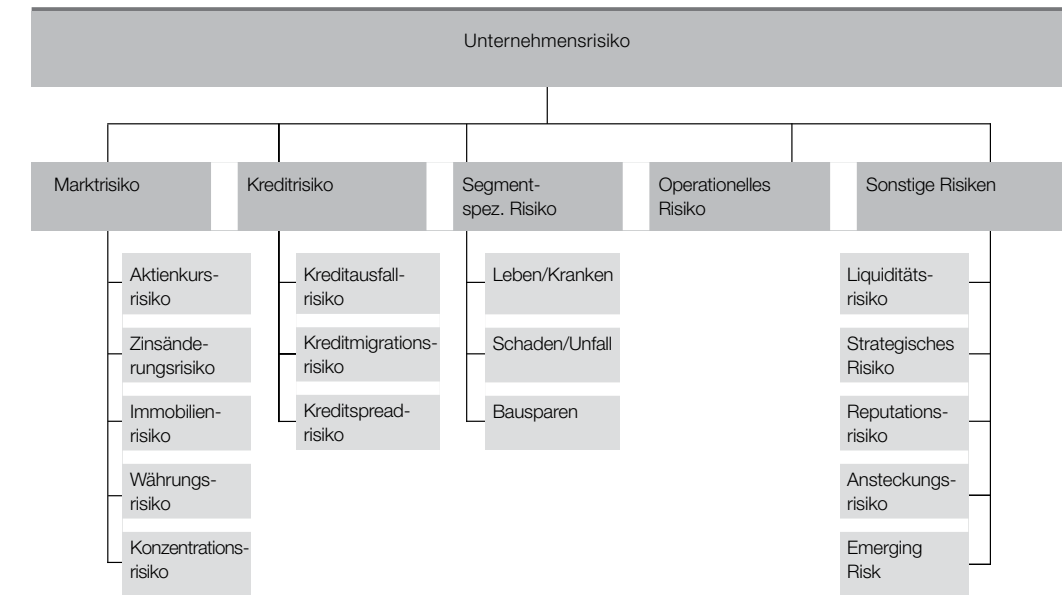 Unternehmensrisiko
Marktrisiko
Kreditrisiko
Segment-
spez. Risiko
Operationelles
Risiko
Sonstige Risiken
Aktienkurs-
risiko
Zinsände-
rungsrisiko
Immobilien-
risiko
Währungs-
risiko
Konzentrations-
risiko
Kreditausfall-
risiko
Kreditmigrations-
risiko
Kreditspread-
risiko
Leben/Kranken
Schaden/Unfall
Bausparen
Liquiditäts-
risiko
Strategisches
Risiko
Reputations-
risiko
Ansteckungs-
risiko
Emerging
Risk